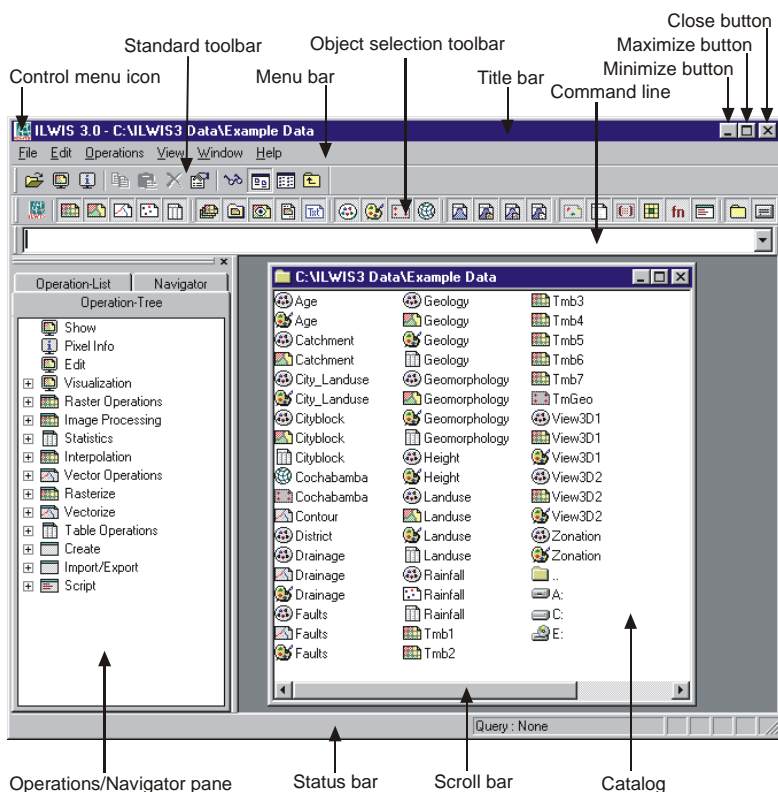 Close button
Standard toolbar
Object selection toolbar
Maximize button
Control menu icon
Menu bar
Title bar
Minimize button
Command line
ILWIS 3.0 - C:\ILWIS3 Data\Example Data
File Edit Operations View Window Help
Txt
fn
Operation-List Navigator
Operation-Tree
Show
Pixel Info
Edit
Visualization
Raster Operations
Image Processing
Statistics
Interpolation
Vector Operations
Rasterize
Vectorize
Table Operations
Create
Import/Export
Script
C:\ILWIS3 Data\Example Data
Age
Age
Catchment
Catchment
City_Landuse
City_Landuse
Cityblock
Cityblock
Cityblock
Cochabamba
Cochabamba
Contour
District
Drainage
Drainage
Drainage
Faults
Faults
Faults
Geology
Geology
Geology
Geology
Geomorphology
Geomorphology
Geomorphology
Geomorphology
Height
Height
Landuse
Landuse
Landuse
Landuse
Rainfall
Rainfall
Rainfall
Tmb1
Tmb2
Tmb3
Tmb4
Tmb5
Tmb6
Tmb7
TmGeo
View3D1
View3D1
View3D1
View3D2
View3D2
View3D2
Zonation
Zonation
..
A:
C:
E:
Query : None
Operations/Navigator pane
Status bar
Scroll bar
Catalog